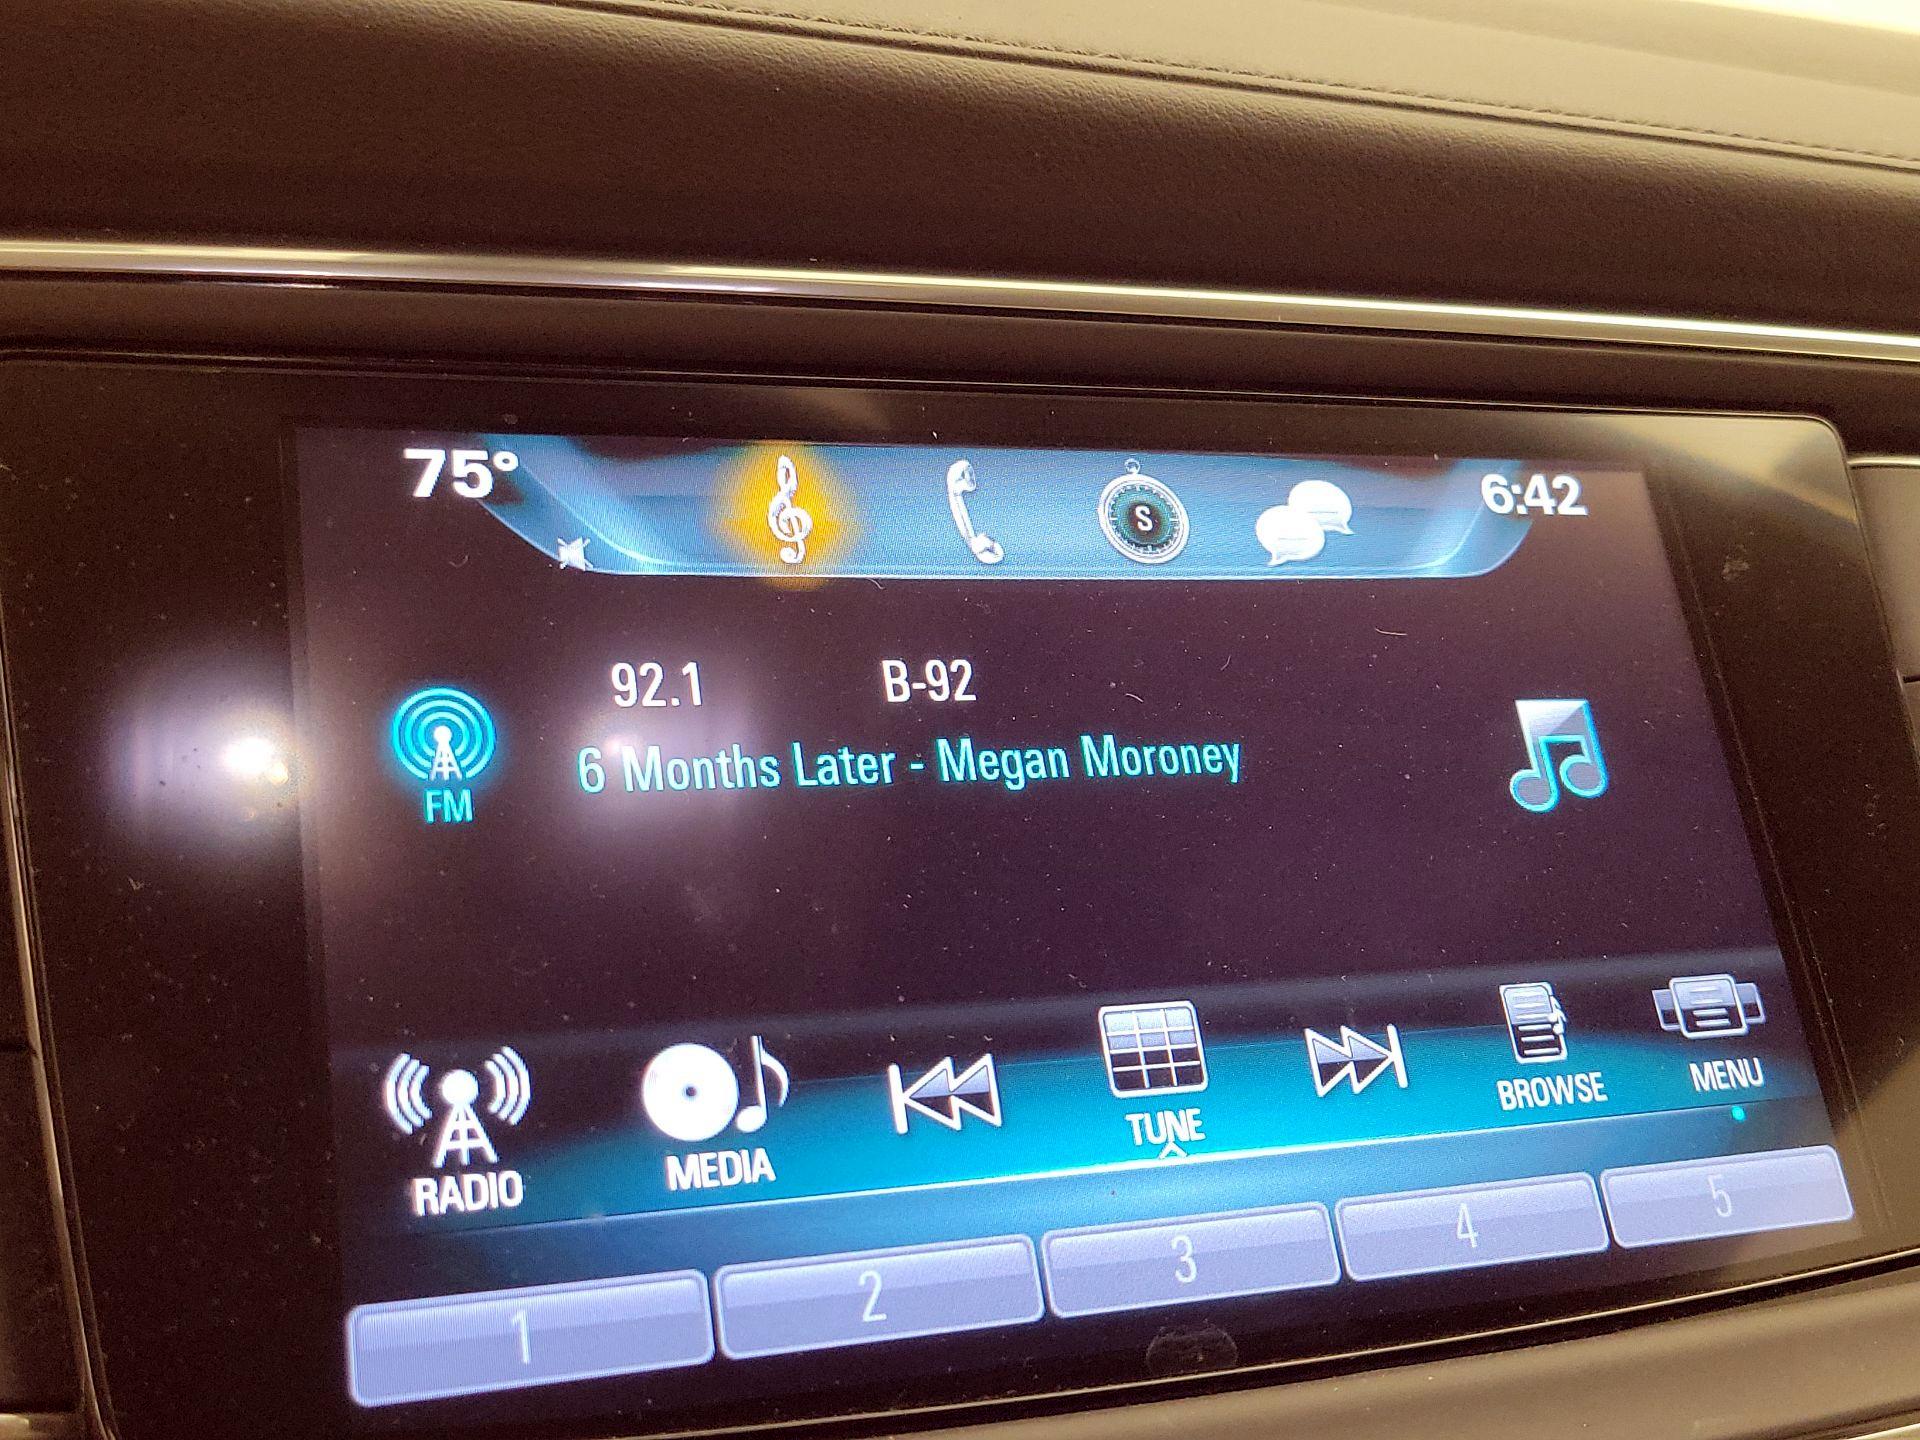 75° S 6:42
92.1 B-92
6 Months Later - Megan Moroney
FM
RADIO MEDIA TUNE BROWSE MENU
1 2 3 4 5